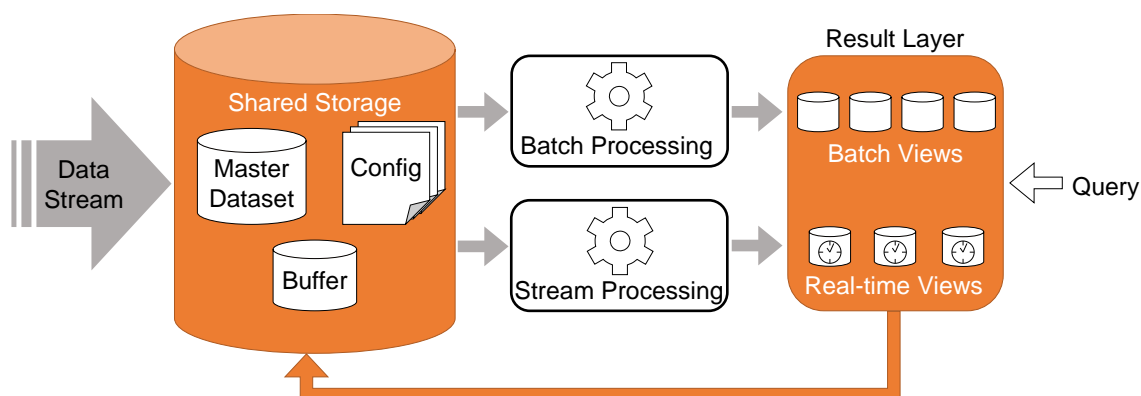 Result Layer
Shared Storage
Master
Dataset
Config
Buffer
Data
Stream
Batch Processing
Stream Processing
Batch Views
Real-time Views
Query